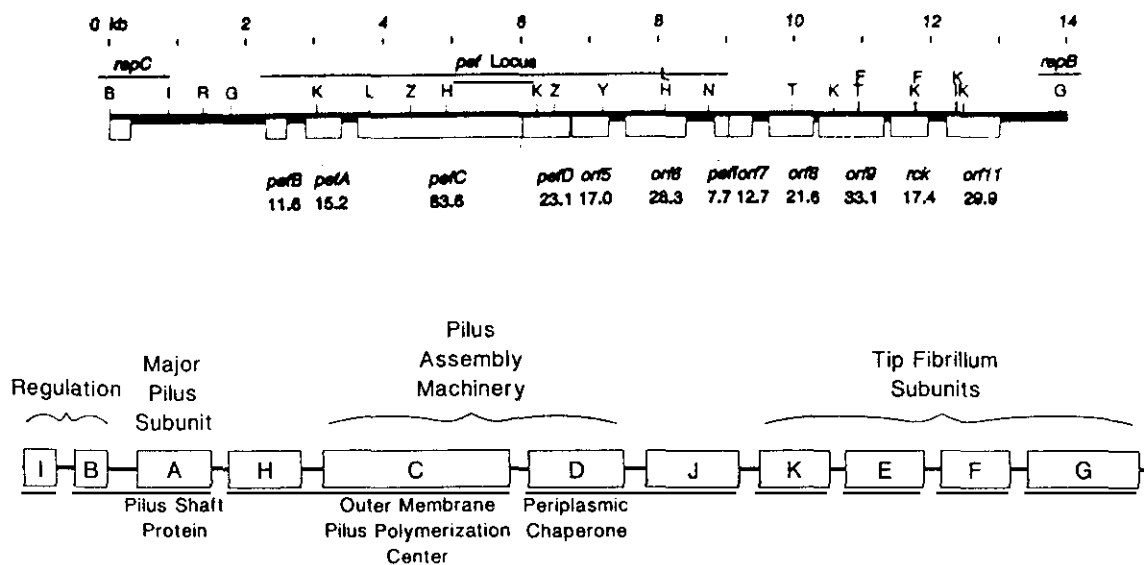 0 kb 2 4 6 8 10 12 14
repC pef Locus repB
L F F K
B I R G K L Z H K Z Y H N T K T K I K G
pefB pefA pefC pefD orf5 orf6 pefI orf7 orf8 orf9 rck orf11
11.6 15.2 83.6 23.1 17.0 28.3 7.7 12.7 21.6 33.1 17.4 29.9
Pilus
Assembly
Machinery
Major
Pilus
Subunit
Regulation
Tip Fibrillum
Subunits
I B A H C D J K E F G
Pilus Shaft
Protein
Outer Membrane
Pilus Polymerization
Center
Periplasmic
Chaperone